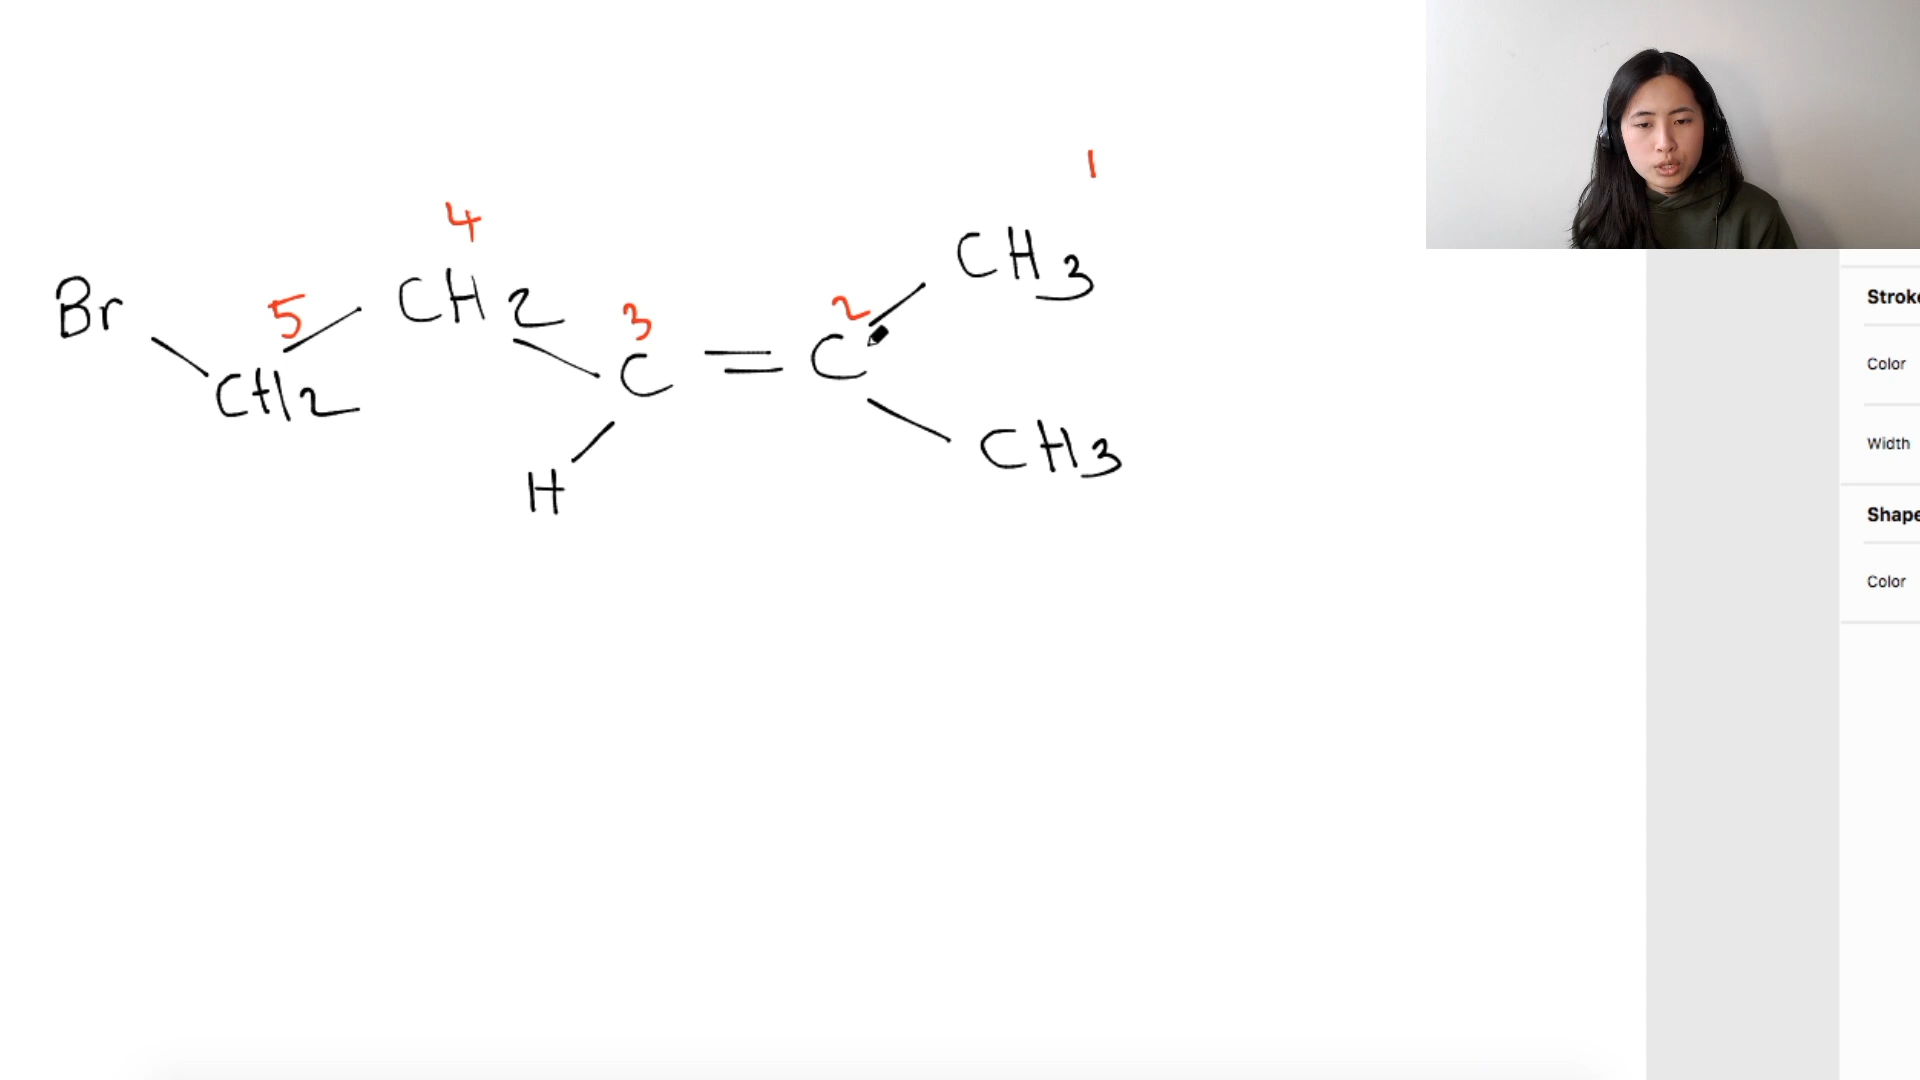 1
4
CH3
Br
5
CH2
3
2
C = C
CH2
CH3
H
Stroke
Color
Width
Shape
Color